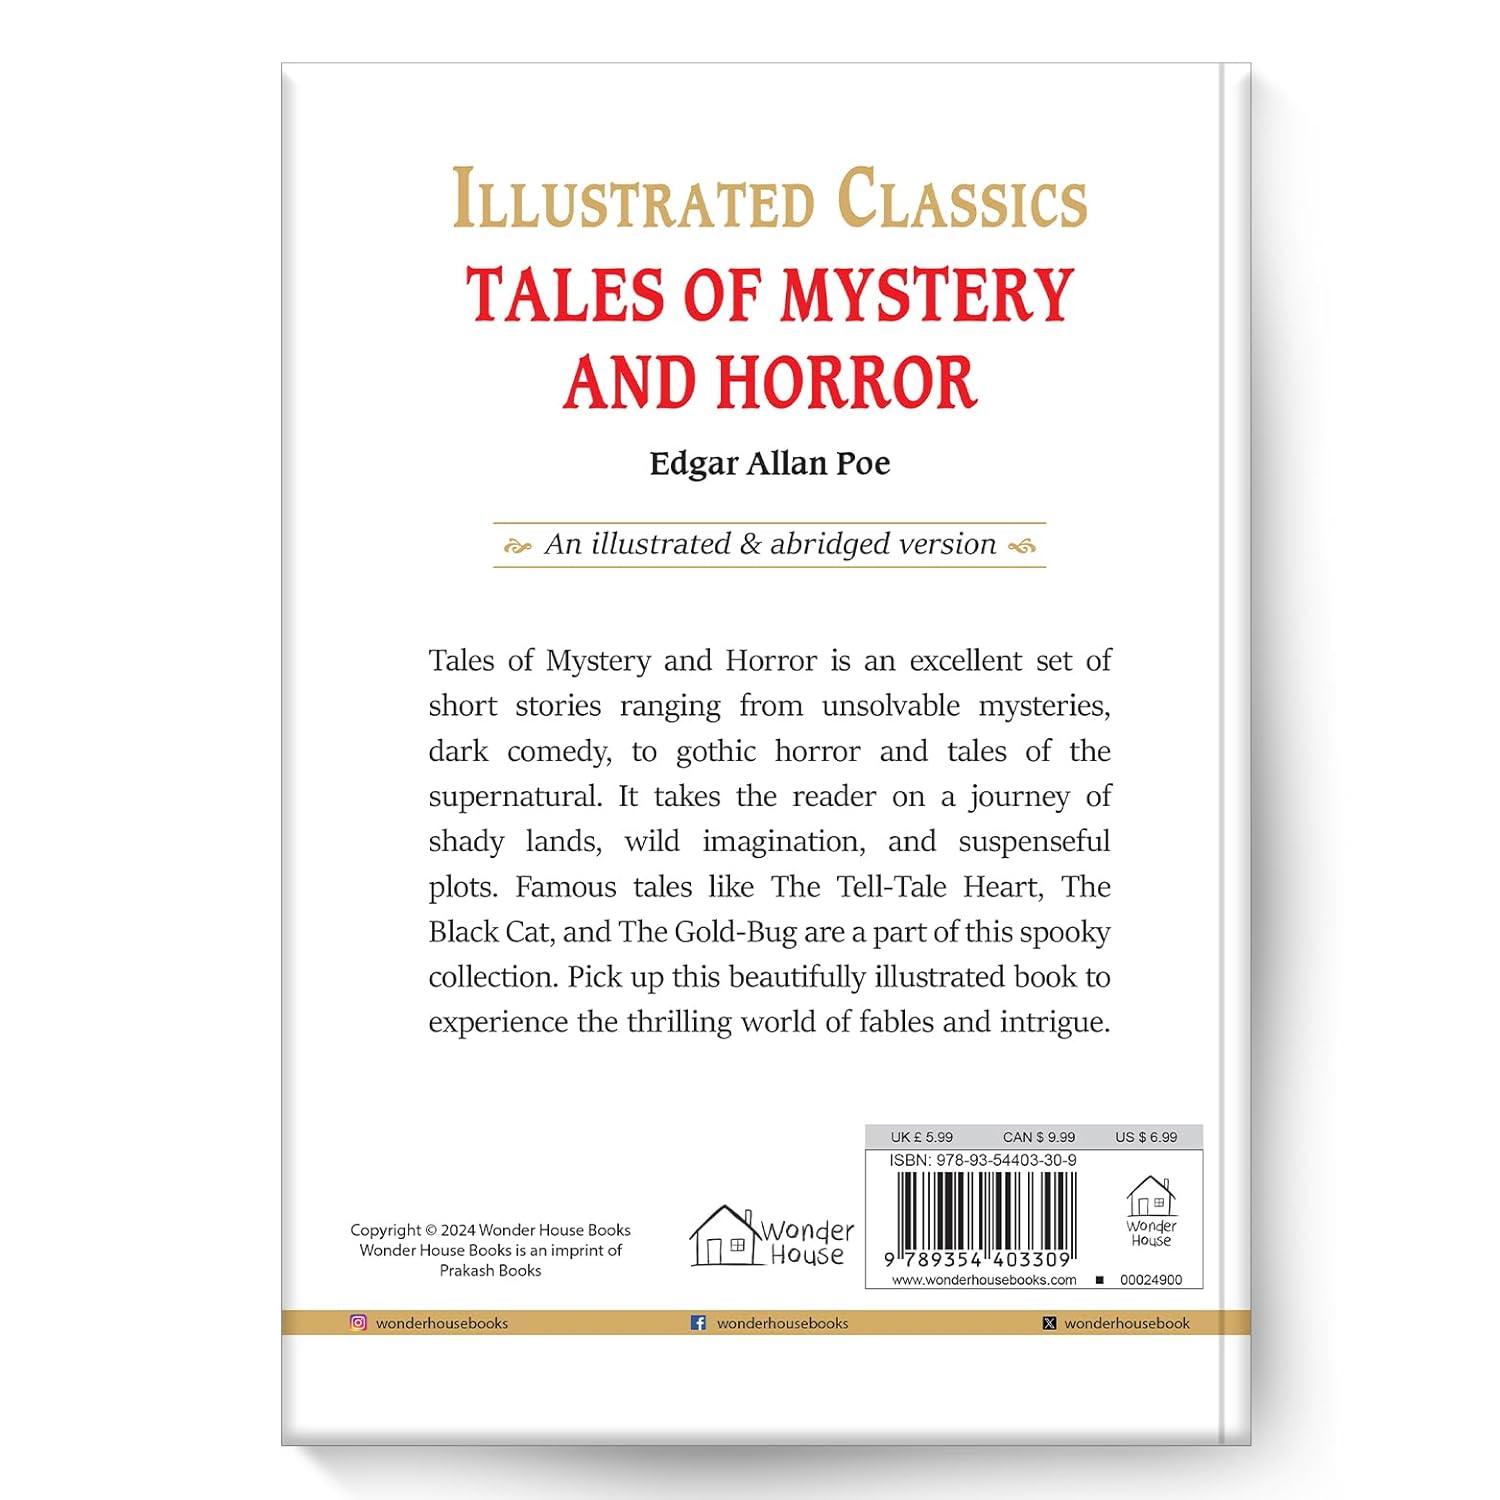 ILLUSTRATED CLASSICS
TALES OF MYSTERY
AND HORROR
Edgar Allan Poe
An illustrated & abridged version
Tales of Mystery and Horror is an excellent set of
short stories ranging from unsolvable mysteries,
dark comedy, to gothic horror and tales of the
supernatural. It takes the reader on a journey of
shady lands, wild imagination, and suspenseful
plots. Famous tales like The Tell-Tale Heart, The
Black Cat, and The Gold-Bug are a part of this spooky
collection. Pick up this beautifully illustrated book to
experience the thrilling world of fables and intrigue.
UK £ 5.99 CAN $ 9.99 US $ 6.99
ISBN: 978-93-54403-30-9
9 789354 403309
www.wonderhousebooks.com ■ 00024900
Wonder
House
Wonder
House
Copyright © 2024 Wonder House Books
Wonder House Books is an imprint of
Prakash Books
wonderhousebooks wonderhousebooks wonderhousebook